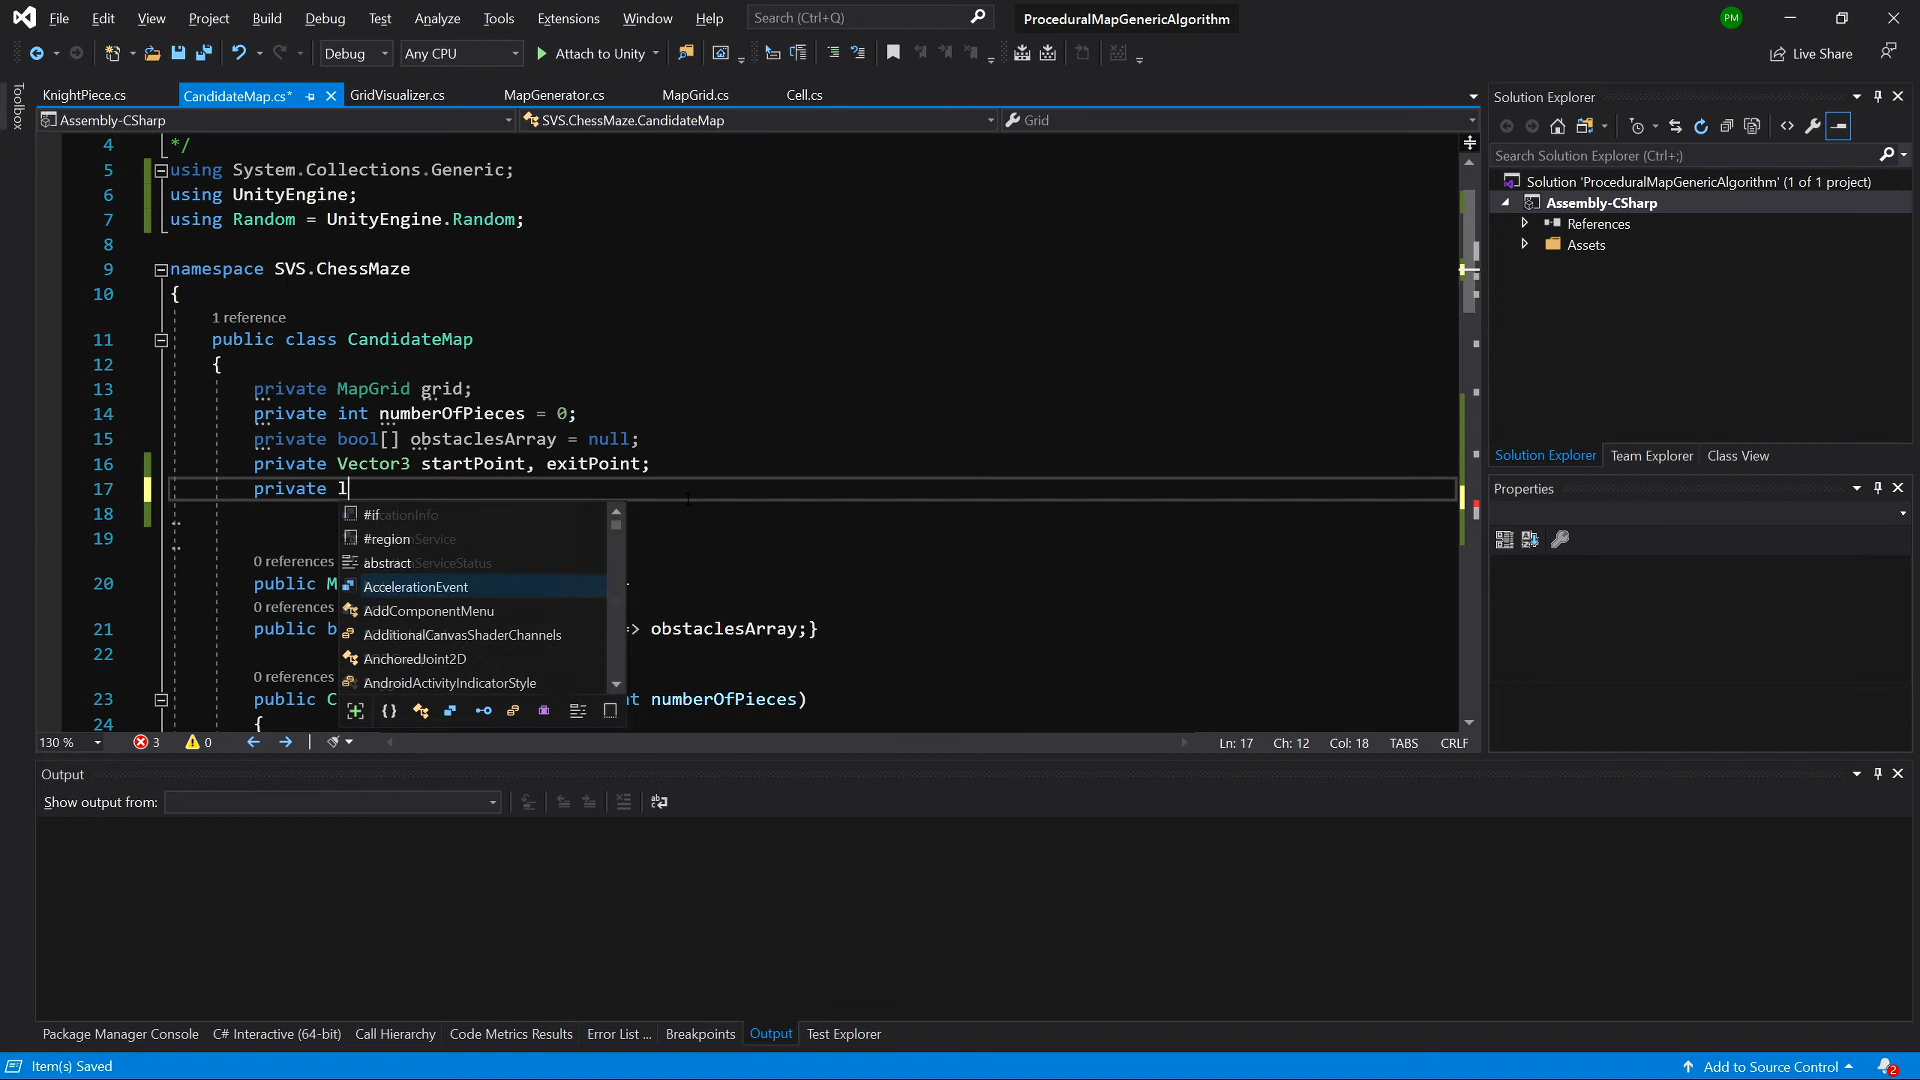 File Edit View Project Build Debug Test Analyze Tools Extensions Window Help Search (Ctrl+Q) ProceduralMapGenericAlgorithm PM
Debug Any CPU Attach to Unity Live Share
Toolbox
KnightPiece.cs CandidateMap.cs* GridVisualizer.cs MapGenerator.cs MapGrid.cs Cell.cs
Assembly-CSharp SVS.ChessMaze.CandidateMap Grid
4 */
5 using System.Collections.Generic;
6 using UnityEngine;
7 using Random = UnityEngine.Random;
8
9 namespace SVS.ChessMaze
10 {
1 reference
11 public class CandidateMap
12 {
13 private MapGrid grid;
14 private int numberOfPieces = 0;
15 private bool[] obstaclesArray = null;
16 private Vector3 startPoint, exitPoint;
17 private l
18 #if
19 #region
abstract
0 references
20 public M AccelerationEvent
0 references AddComponentMenu
21 public b AdditionalCanvasShaderChannels => obstaclesArray;}
22 AnchoredJoint2D
0 references AndroidActivityIndicatorStyle
23 public C t numberOfPieces)
24 {
130 % 3 0 Ln: 17 Ch: 12 Col: 18 TABS CRLF
Solution Explorer
Search Solution Explorer (Ctrl+;)
Solution 'ProceduralMapGenericAlgorithm' (1 of 1 project)
Assembly-CSharp
References
Assets
Solution Explorer Team Explorer Class View
Properties
Output
Show output from:
Package Manager Console C# Interactive (64-bit) Call Hierarchy Code Metrics Results Error List ... Breakpoints Output Test Explorer
Item(s) Saved Add to Source Control 2